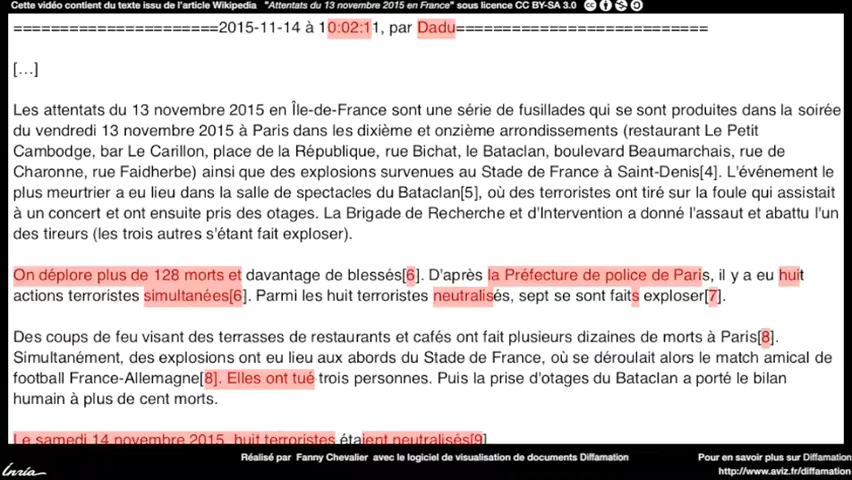 Cette vidéo contient du texte issu de l'article Wikipedia "Attentats du 13 novembre 2015 en France" sous licence CC BY-SA 3.0
=====================2015-11-14 à 10:02:11, par Dadu==========================
[…]
Les attentats du 13 novembre 2015 en Île-de-France sont une série de fusillades qui se sont produites dans la soirée
du vendredi 13 novembre 2015 à Paris dans les dixième et onzième arrondissements (restaurant Le Petit
Cambodge, bar Le Carillon, place de la République, rue Bichat, le Bataclan, boulevard Beaumarchais, rue de
Charonne, rue Faidherbe) ainsi que des explosions survenues au Stade de France à Saint-Denis[4]. L'événement le
plus meurtrier a eu lieu dans la salle de spectacles du Bataclan[5], où des terroristes ont tiré sur la foule qui assistait
à un concert et ont ensuite pris des otages. La Brigade de Recherche et d'Intervention a donné l'assaut et abattu l'un
des tireurs (les trois autres s'étant fait exploser).
On déplore plus de 128 morts et davantage de blessés[6]. D'après la Préfecture de police de Paris, il y a eu huit
actions terroristes simultanées[6]. Parmi les huit terroristes neutralisés, sept se sont faits exploser[7].
Des coups de feu visant des terrasses de restaurants et cafés ont fait plusieurs dizaines de morts à Paris[8].
Simultanément, des explosions ont eu lieu aux abords du Stade de France, où se déroulait alors le match amical de
football France-Allemagne[8]. Elles ont tué trois personnes. Puis la prise d'otages du Bataclan a porté le bilan
humain à plus de cent morts.
Le samedi 14 novembre 2015, huit terroristes étaient neutralisés[9]
Réalisé par Fanny Chevalier avec le logiciel de visualisation de documents Diffamation
Pour en savoir plus sur Diffamation
Inria
http://www.aviz.fr/diffamation